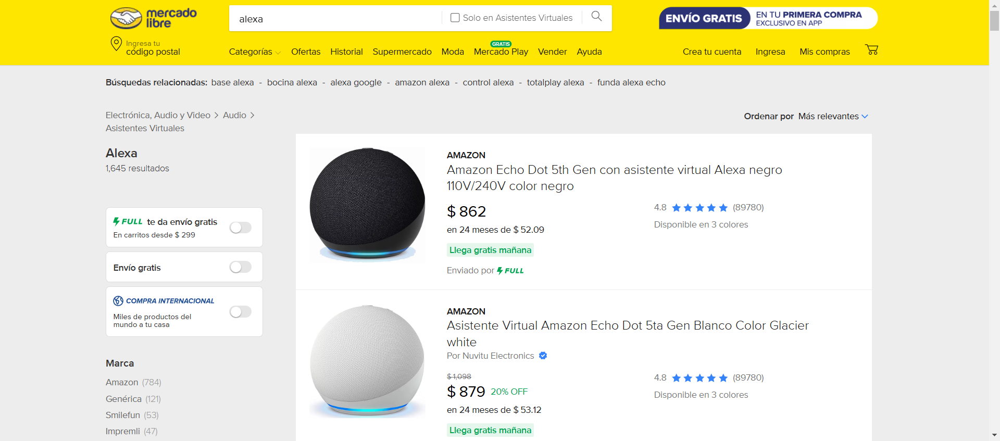 mercado
libre
alexa
Solo en Asistentes Virtuales
ENVÍO GRATIS
EN TU PRIMERA COMPRA
EXCLUSIVO EN APP
Ingresa tu
código postal
Categorías
Ofertas
Historial
Supermercado
Moda
GRATIS
Mercado Play
Vender
Ayuda
Crea tu cuenta
Ingresa
Mis compras
Búsquedas relacionadas: base alexa - bocina alexa - alexa google - amazon alexa - control alexa - totalplay alexa - funda alexa echo
Electrónica, Audio y Video > Audio >
Asistentes Virtuales
Alexa
1,645 resultados
Ordenar por Más relevantes
FULL te da envío gratis
En carritos desde $ 299
Envío gratis
COMPRA INTERNACIONAL
Miles de productos del
mundo a tu casa
Marca
Amazon (784)
Genérica (121)
Smilefun (53)
Impremli (47)
AMAZON
Amazon Echo Dot 5th Gen con asistente virtual Alexa negro
110V/240V color negro
$ 862
en 24 meses de $ 52.09
Llega gratis mañana
Enviado por FULL
4.8 (89780)
Disponible en 3 colores
AMAZON
Asistente Virtual Amazon Echo Dot 5ta Gen Blanco Color Glacier
white
Por Nuvitu Electronics
$ 1,098
$ 879 20% OFF
en 24 meses de $ 53.12
Llega gratis mañana
4.8 (89780)
Disponible en 3 colores